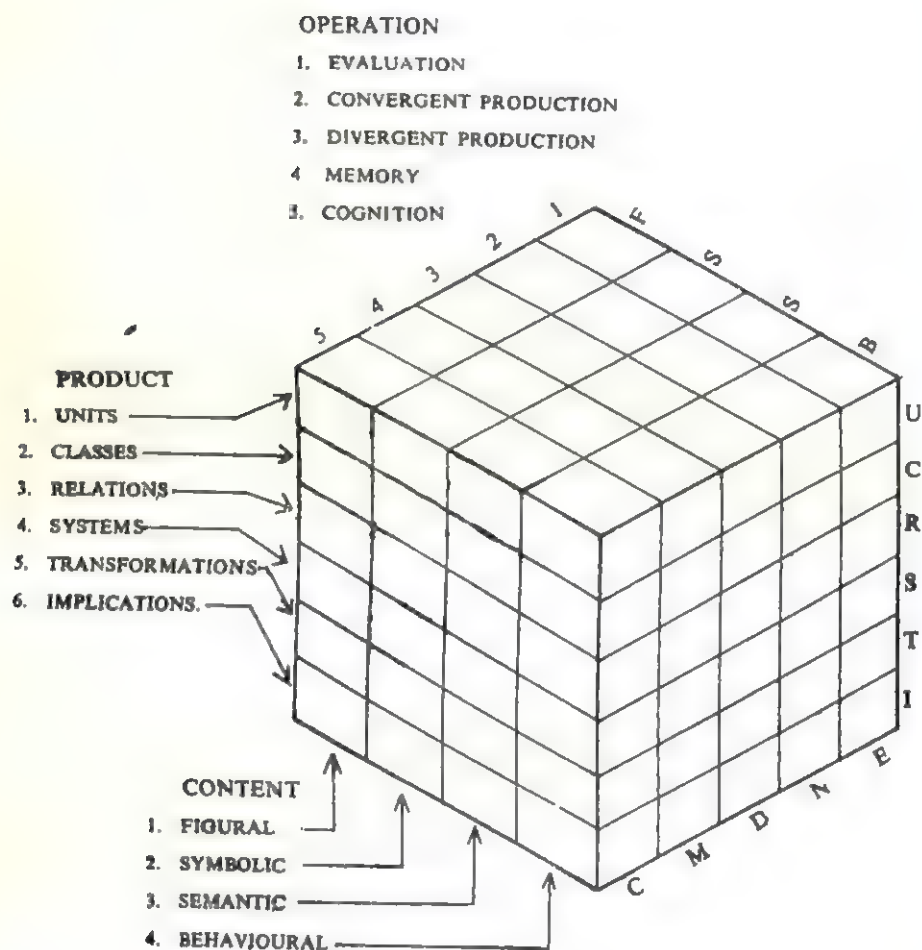 OPERATION
1. EVALUATION
2. CONVERGENT PRODUCTION
3. DIVERGENT PRODUCTION
4 MEMORY
5. COGNITION
5 4 3 2 1
F S S B
PRODUCT
1. UNITS
2. CLASSES
3. RELATIONS
4. SYSTEMS
5. TRANSFORMATIONS
6. IMPLICATIONS.
U
C
R
S
T
I
C M D N E
CONTENT
1. FIGURAL
2. SYMBOLIC
3. SEMANTIC
4. BEHAVIOURAL